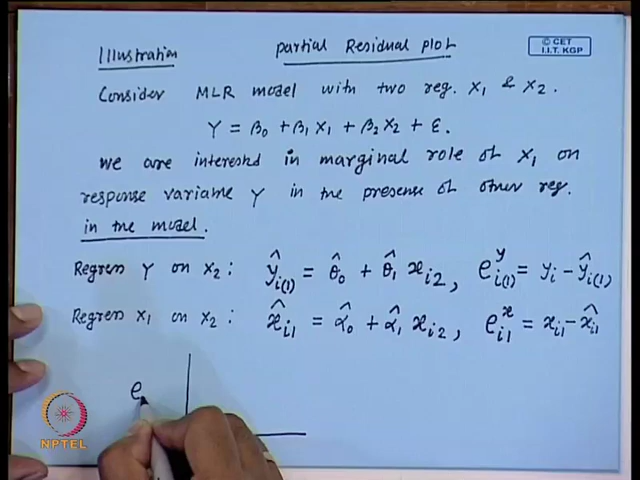 Illustration partial Residual plot
© CET
I.I.T. KGP
Consider MLR model with two reg. X₁ & X₂.
Y = β₀ + β₁ X₁ + β₂ X₂ + ε.
we are interested in marginal role of X₁ on
response variable Y in the presence of other reg.
in the model.
Regress Y on X₂ : ŷᵢ₍₁₎ = θ̂₀ + θ̂₁ xᵢ₂ , eʸᵢ₍₁₎ = yᵢ − ŷᵢ₍₁₎
Regress X₁ on X₂ : x̂ᵢ₁ = α̂₀ + α̂₁ xᵢ₂ , eˣᵢ₁ = xᵢ₁ − x̂ᵢ₁
e
NPTEL